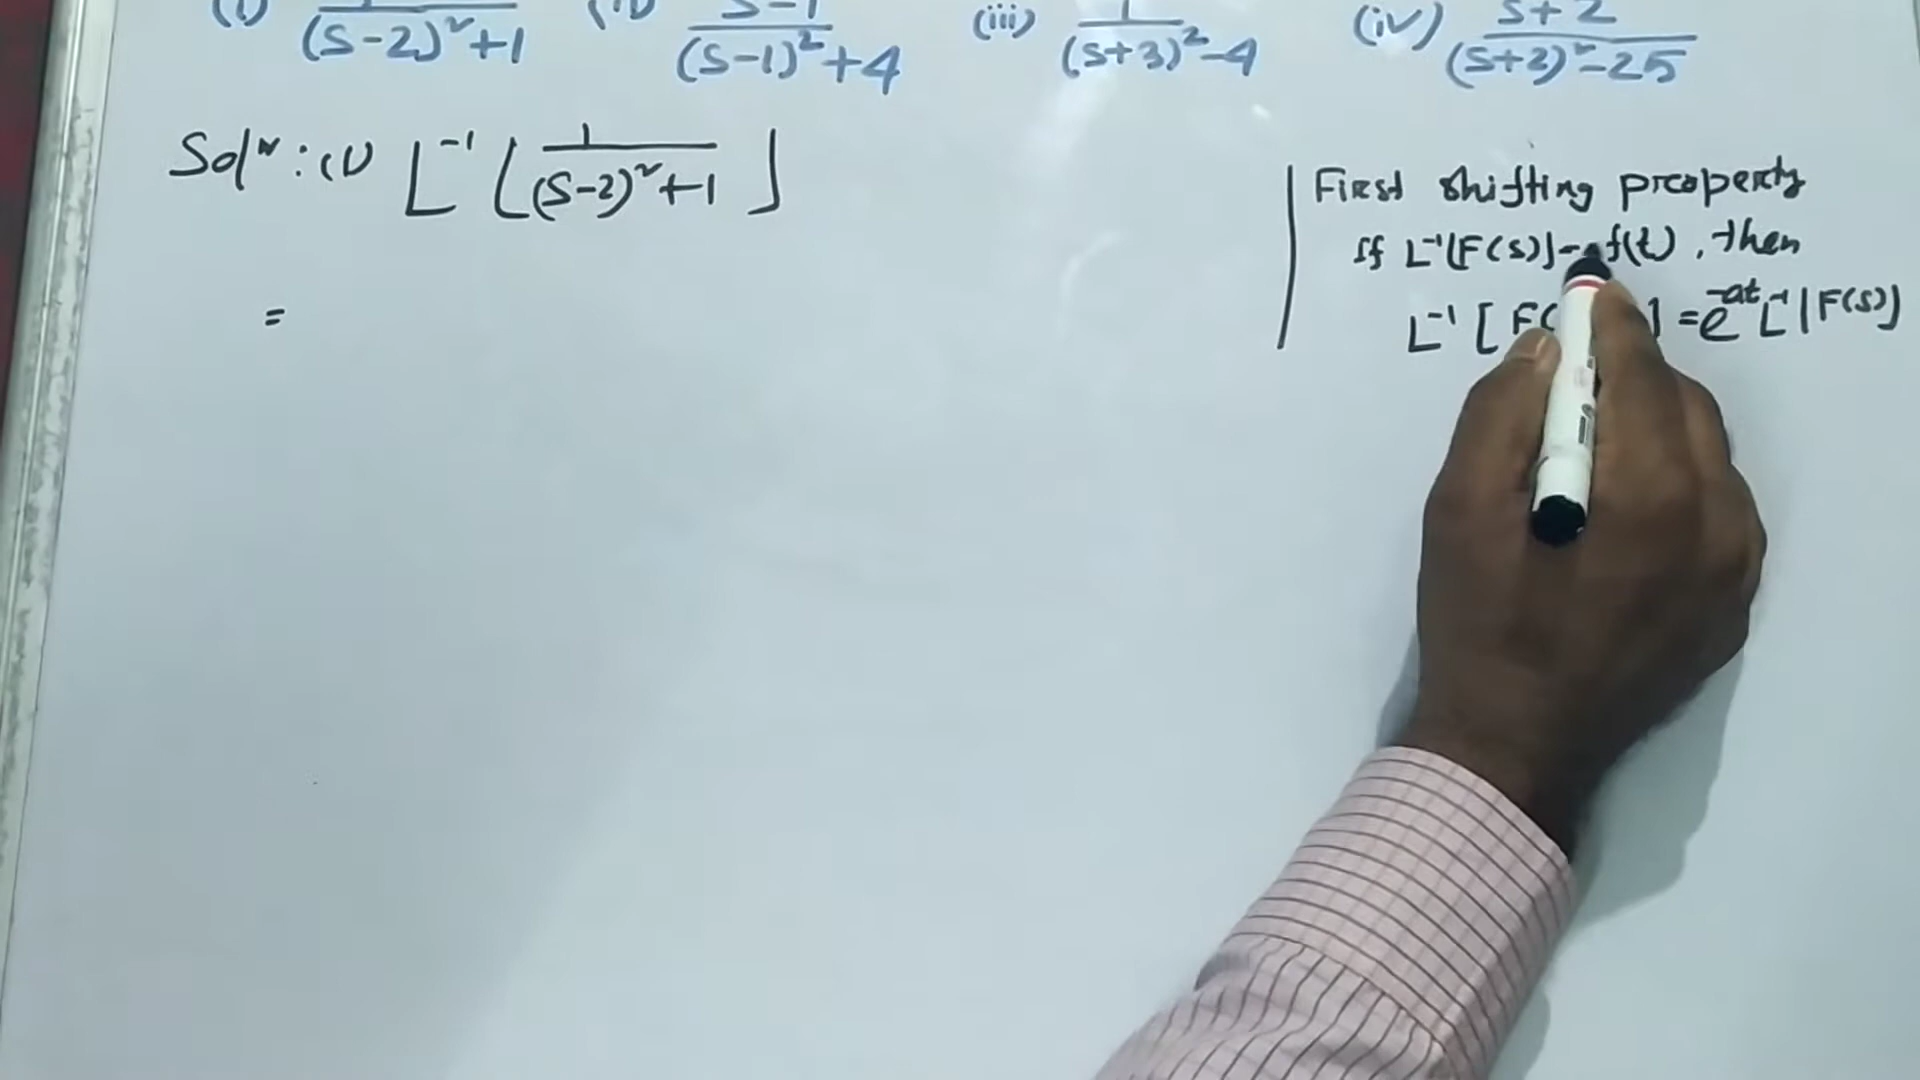 (i) 1/((S-2)²+1) (ii) S-1/((S-1)²+4) (iii) 1/((S+3)²-4) (iv) S+2/((S+2)²-25)
Solⁿ: (i) L⁻¹[1/((S-2)²+1)]
=
First shifting property
If L⁻¹[F(S)] = f(t), then
L⁻¹[F( ] = e^-at L⁻¹[F(S)]